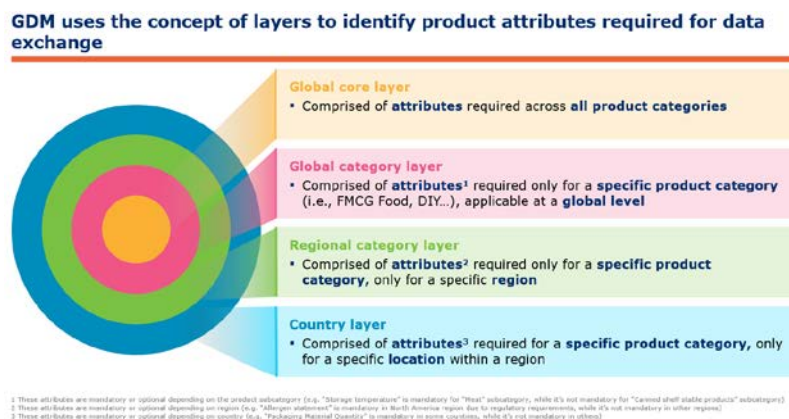 GDM uses the concept of layers to identify product attributes required for data
exchange
Global core layer
▪ Comprised of attributes required across all product categories
Global category layer
▪ Comprised of attributes¹ required only for a specific product category
(i.e., FMCG Food, DIY…), applicable at a global level
Regional category layer
▪ Comprised of attributes² required only for a specific product
category, only for a specific region
Country layer
▪ Comprised of attributes³ required for a specific product category, only
for a specific location within a region
1 These attributes are mandatory or optional depending on the product subcategory (e.g. "Storage temperature" is mandatory for "Meat" subcategory, while it's not mandatory for "Canned shelf stable products" subcategory)
2 These attributes are mandatory or optional depending on region (e.g. "Allergen statement" is mandatory in North America region due to regulatory requirements, while it's not mandatory in other regions)
3 These attributes are mandatory or optional depending on country (e.g. "Packaging Material Quantity" is mandatory in some countries, while it's not mandatory in others)